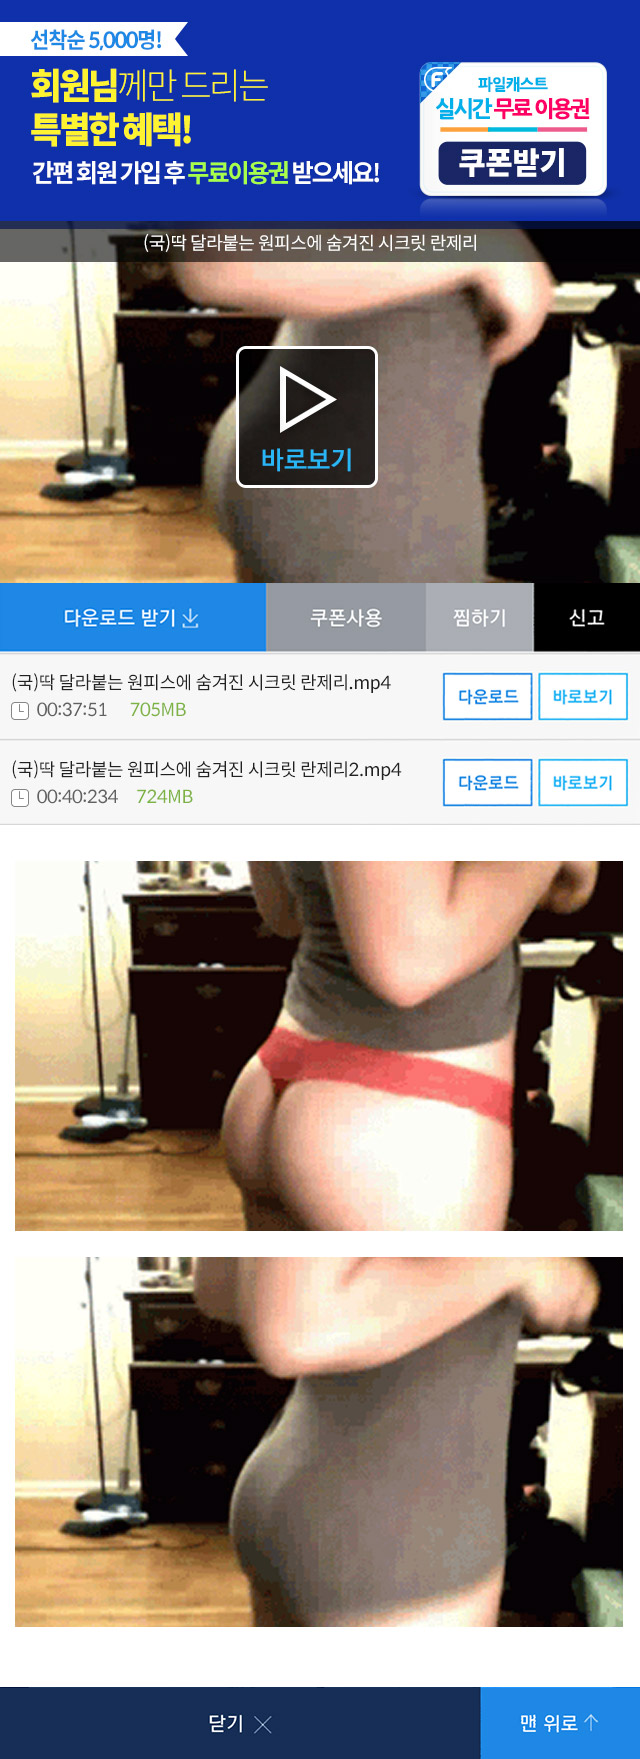 선착순 5,000명!
회원님께만 드리는
특별한 혜택!
간편 회원 가입 후 무료이용권 받으세요!
파일캐스트
실시간 무료 이용권
쿠폰받기
(국)딱 달라붙는 원피스에 숨겨진 시크릿 란제리
바로보기
다운로드 받기 쿠폰사용 찜하기 신고
(국)딱 달라붙는 원피스에 숨겨진 시크릿 란제리.mp4
00:37:51 705MB
다운로드 바로보기
(국)딱 달라붙는 원피스에 숨겨진 시크릿 란제리2.mp4
00:40:234 724MB
다운로드 바로보기
닫기 맨 위로